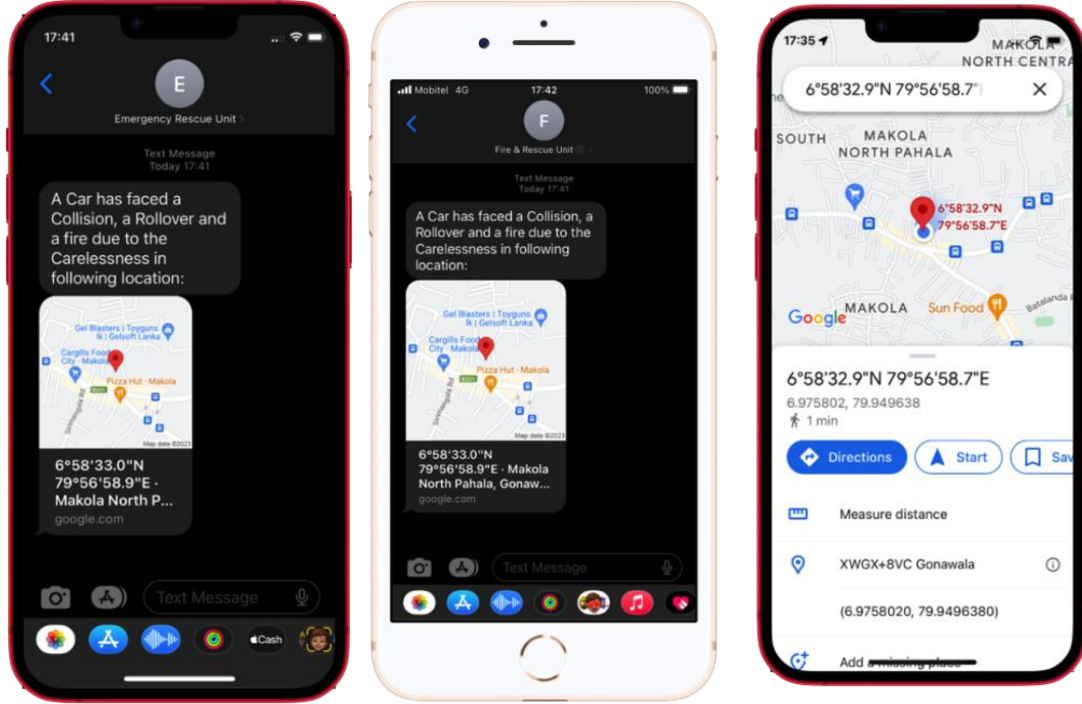 17:41
E
Emergency Rescue Unit
Text Message
Today 17:41
A Car has faced a
Collision, a Rollover and
a fire due to the
Carelessness in
following location:
Gel Blasters | Toyguns.
lk | Gelsoft Lanka
Cargills Food
City - Makola
Pizza Hut - Makola
Map data ©2023
6°58'33.0"N
79°56'58.9"E ·
Makola North P...
google.com
Text Message
Cash
Mobitel 4G
17:42
100%
F
Fire & Rescue Unit
Text Message
Today 17:41
A Car has faced a Collision, a
Rollover and a fire due to the
Carelessness in following
location:
Gel Blasters | Toyguns.
lk | Gelsoft Lanka
Cargills Food
City - Makola
Pizza Hut - Makola
Map data ©2023
6°58'33.0"N
79°56'58.9"E - Makola
North Pahala, Gonaw...
google.com
Text Message
17:35
MAKOLA
NORTH CENTRA
6°58'32.9"N 79°56'58.7"
SOUTH
MAKOLA
NORTH PAHALA
6°58'32.9"N
79°56'58.7"E
MAKOLA
Sun Food
Batalanda
Google
6°58'32.9"N 79°56'58.7"E
6.975802, 79.949638
1 min
Directions
Start
Sav
Measure distance
XWGX+8VC Gonawala
(6.9758020, 79.9496380)
Add a missing place